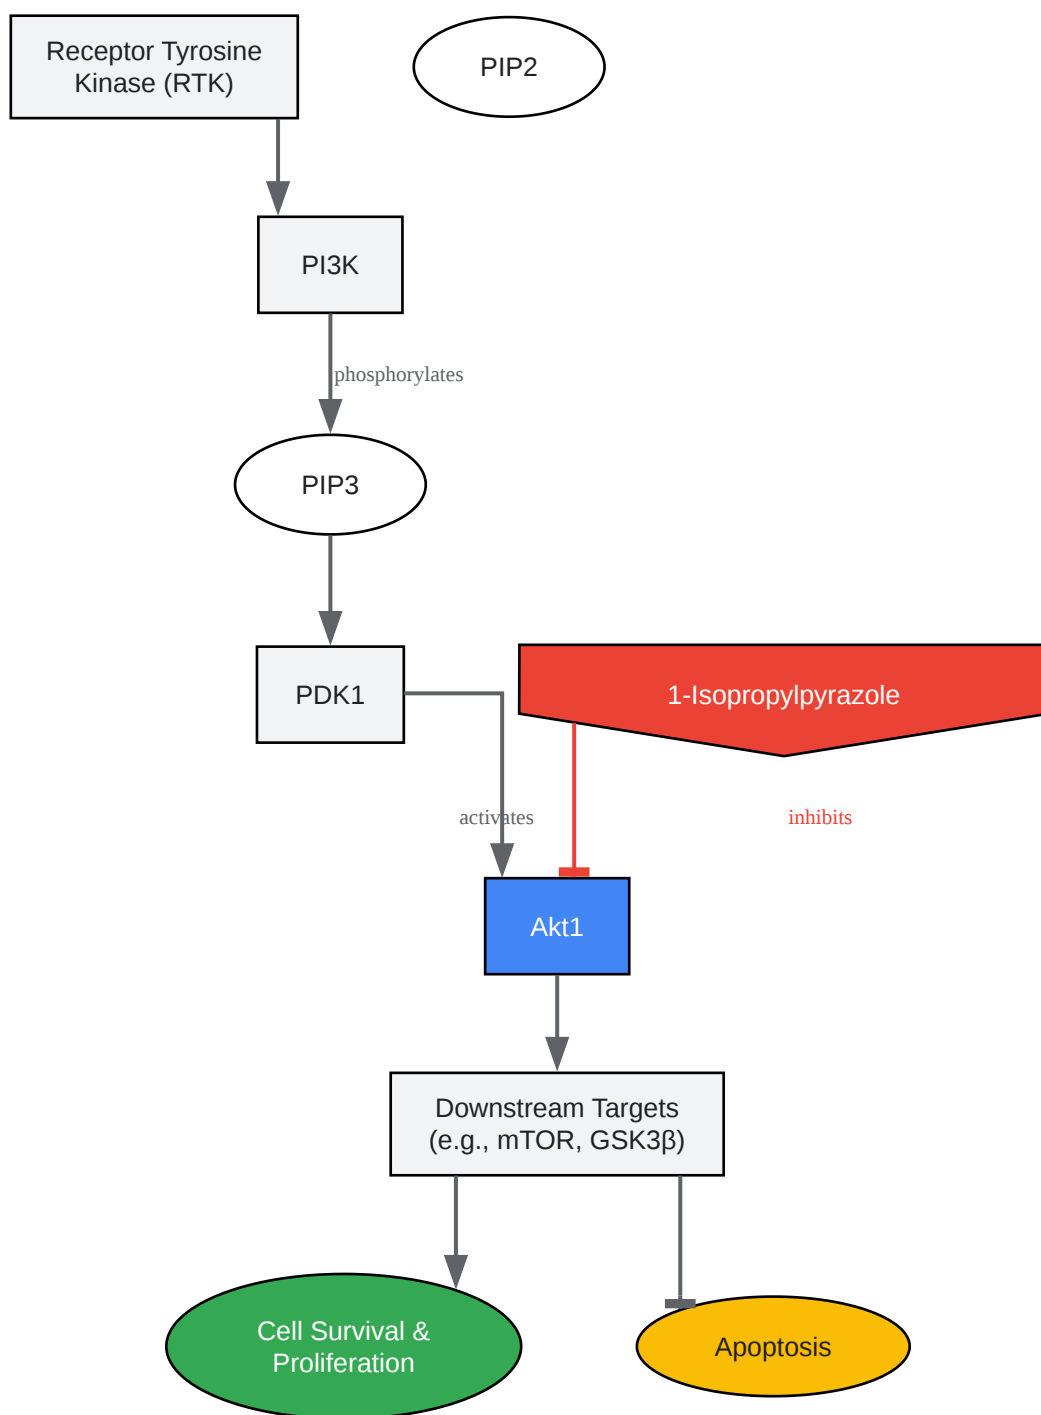 Receptor Tyrosine
Kinase (RTK)
PIP2
PI3K
phosphorylates
PIP3
PDK1
1-Isopropylpyrazole
activates
inhibits
Akt1
Downstream Targets
(e.g., mTOR, GSK3β)
Cell Survival &
Proliferation
Apoptosis